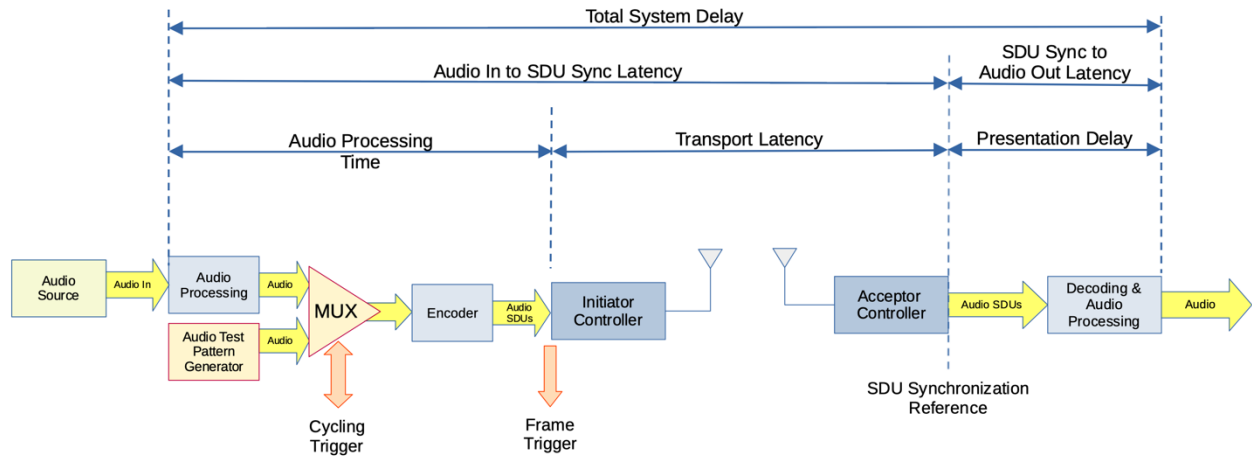 Total System Delay
Audio In to SDU Sync Latency
SDU Sync to
Audio Out Latency
Audio Processing
Time
Transport Latency
Presentation Delay
Audio
Source
Audio In
Audio
Processing
Audio
MUX
Audio Test
Pattern
Generator
Audio
Encoder
Audio
SDUs
Initiator
Controller
Acceptor
Controller
Audio SDUs
Decoding &
Audio
Processing
Audio
Cycling
Trigger
Frame
Trigger
SDU Synchronization
Reference